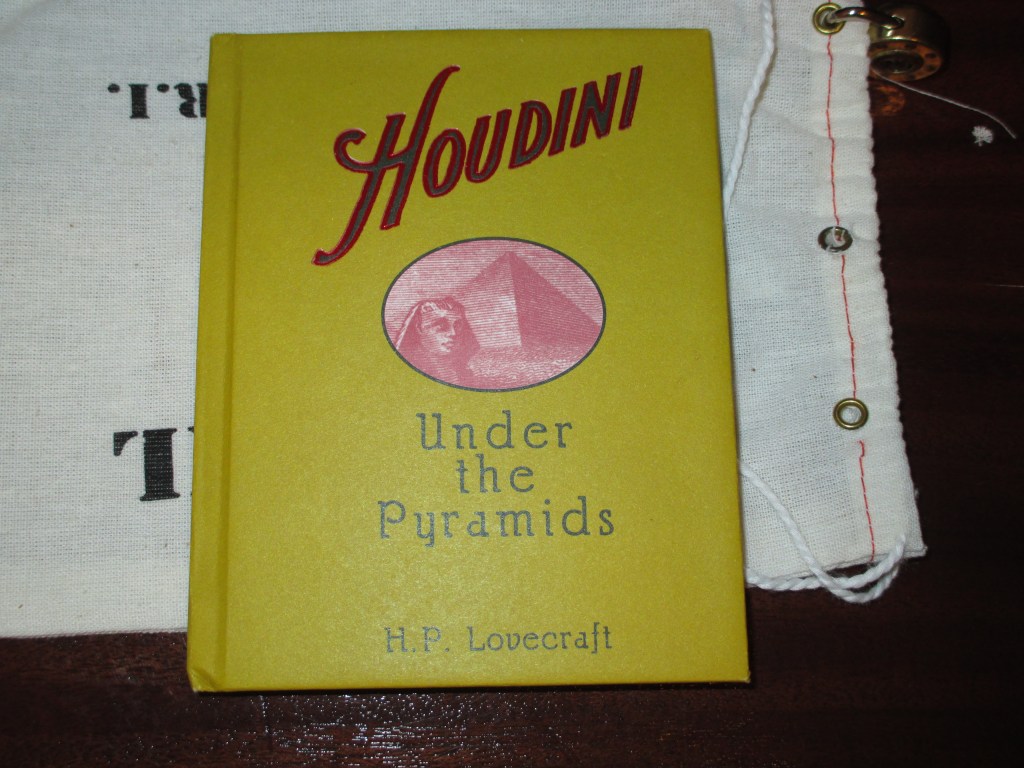 HOUDINI
Under
the
Pyramids
H.P. Lovecraft
R.I.